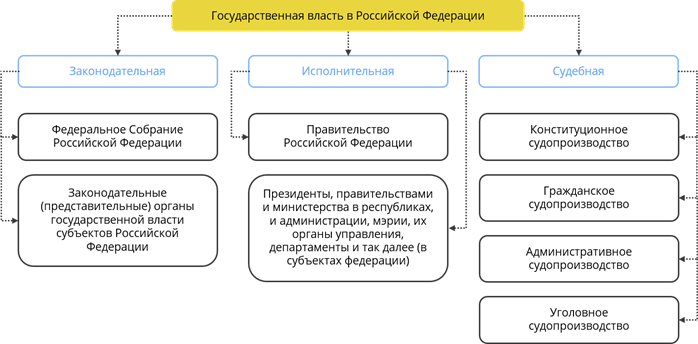 Государственная власть в Российской Федерации
Законодательная
Исполнительная
Судебная
Федеральное Собрание
Российской Федерации
Правительство
Российской Федерации
Конституционное
судопроизводство
Законодательные
(представительные) органы
государственной власти
субъектов Российской
Федерации
Президенты, правительствами
и министерства в республиках,
и администрации, мэрии, их
органы управления,
департаменты и так далее (в
субъектах федерации)
Гражданское
судопроизводство
Административное
судопроизводство
Уголовное
судопроизводство